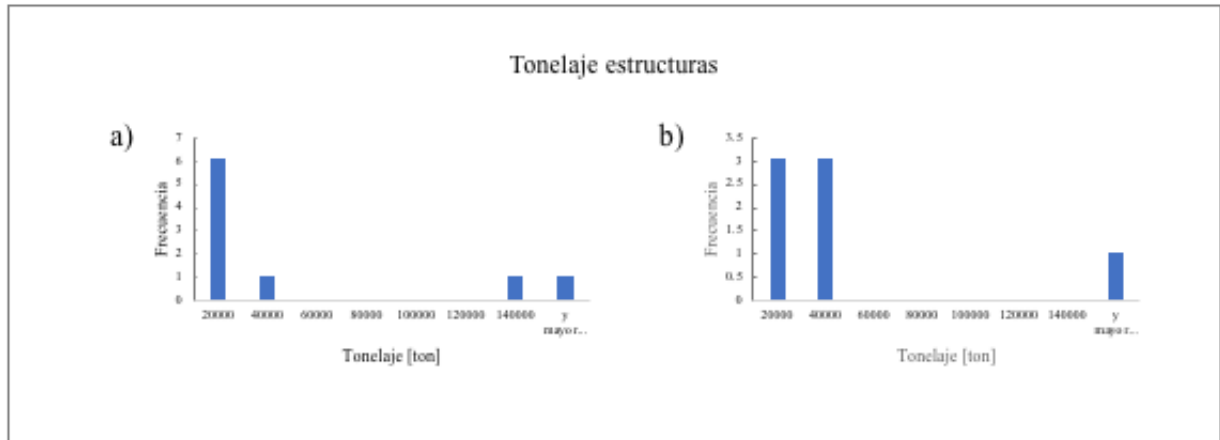 Tonelaje estructuras
a)
7
6
5
4
3
2
1
0
Frecuencia
20000 40000 60000 80000 100000 120000 140000 y mayor...
Tonelaje [ton]
b)
3.5
3
2.5
2
1.5
1
0.5
0
Frecuencia
20000 40000 60000 80000 100000 120000 140000 y mayor...
Tonelaje [ton]